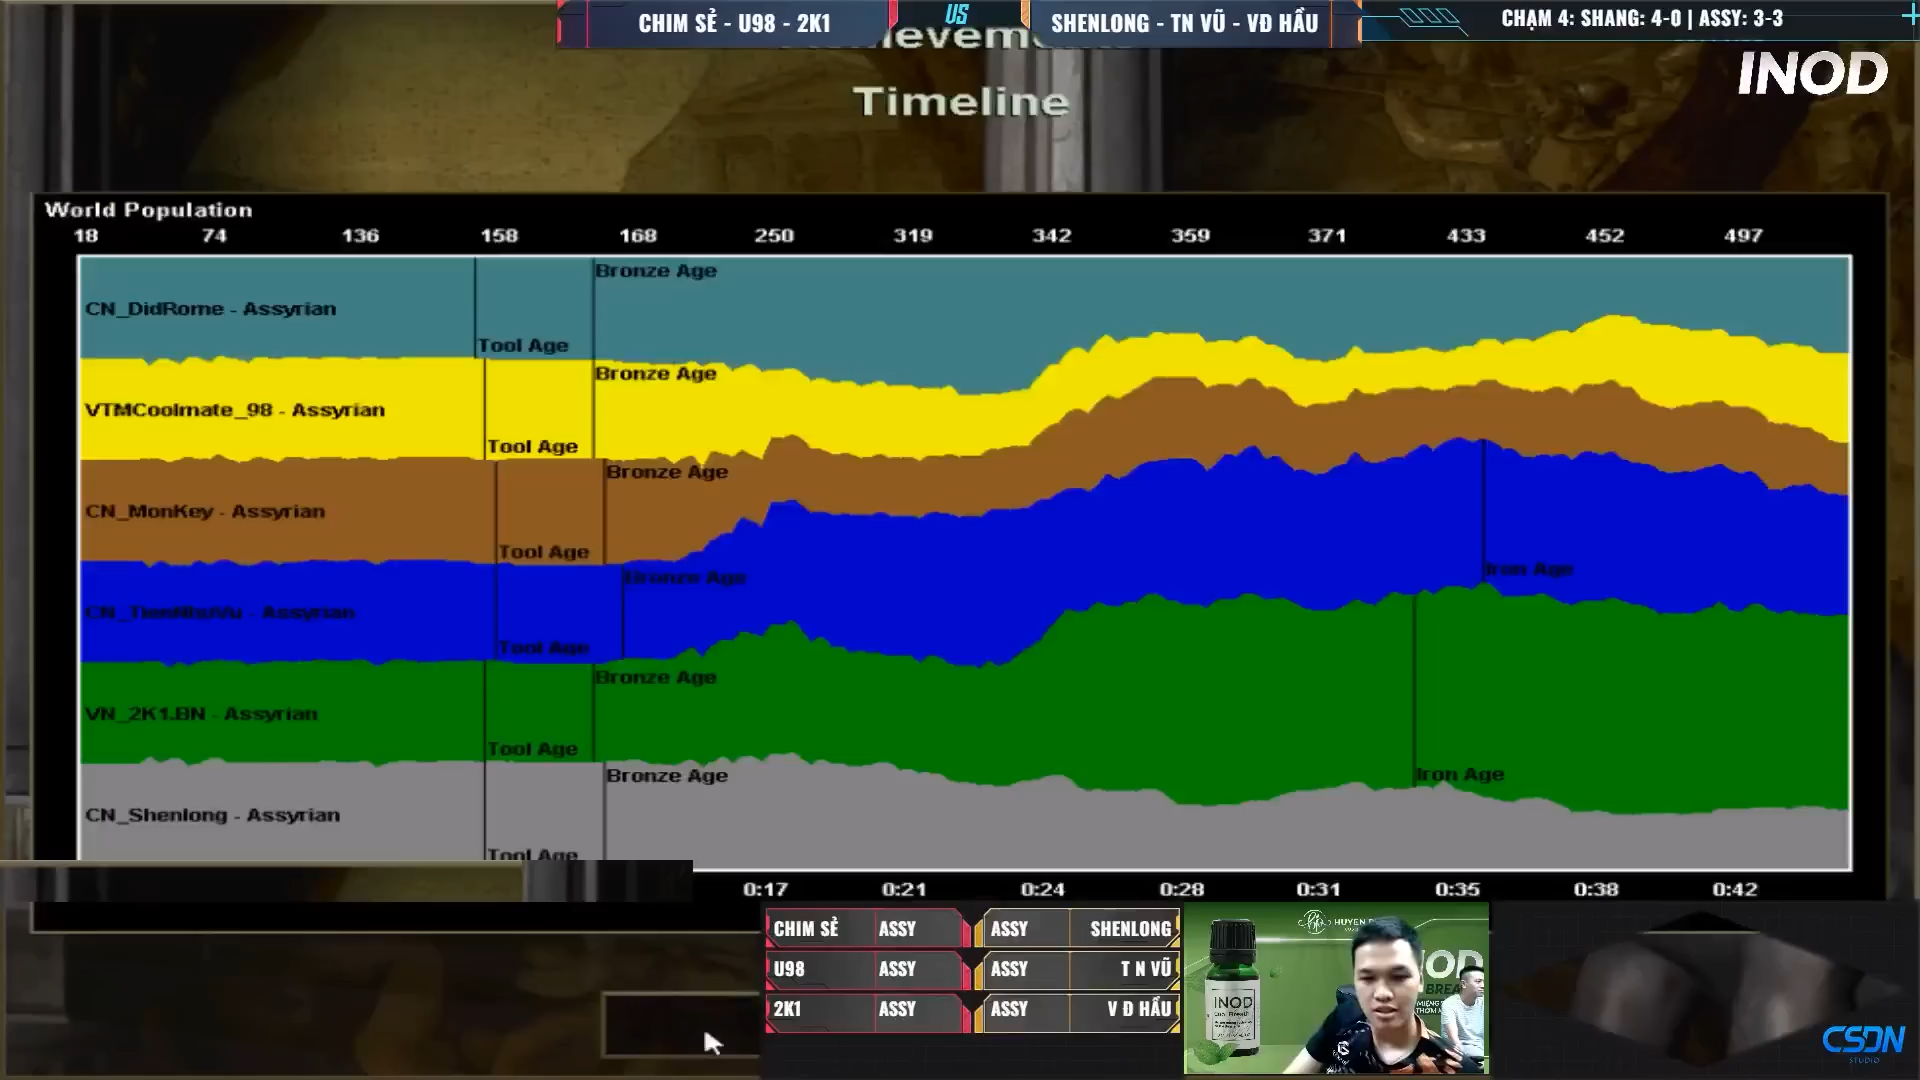 CHIM SẺ - U98 - 2K1
US
SHENLONG - TN VŨ - VĐ HẦU
CHẠM 4: SHANG: 4-0 | ASSY: 3-3
INOD
Timeline
World Population
18 74 136 158 168 250 319 342 359 371 433 452 497
Bronze Age
CN_DidRome - Assyrian
Tool Age
Bronze Age
VTMCoolmate_98 - Assyrian
Tool Age
Bronze Age
CN_MonKey - Assyrian
Tool Age
Bronze Age
Iron Age
Assyrian
Tool Age
Bronze Age
VN_2K1.BN - Assyrian
Tool Age
Bronze Age
Iron Age
CN_Shenlong - Assyrian
Tool Age
0:17 0:21 0:24 0:28 0:31 0:35 0:38 0:42
CHIM SẺ ASSY ASSY SHENLONG
U98 ASSY ASSY T N VŨ
2K1 ASSY ASSY V Đ HẦU
HUYEN
INOD
CSDN
STUDIO